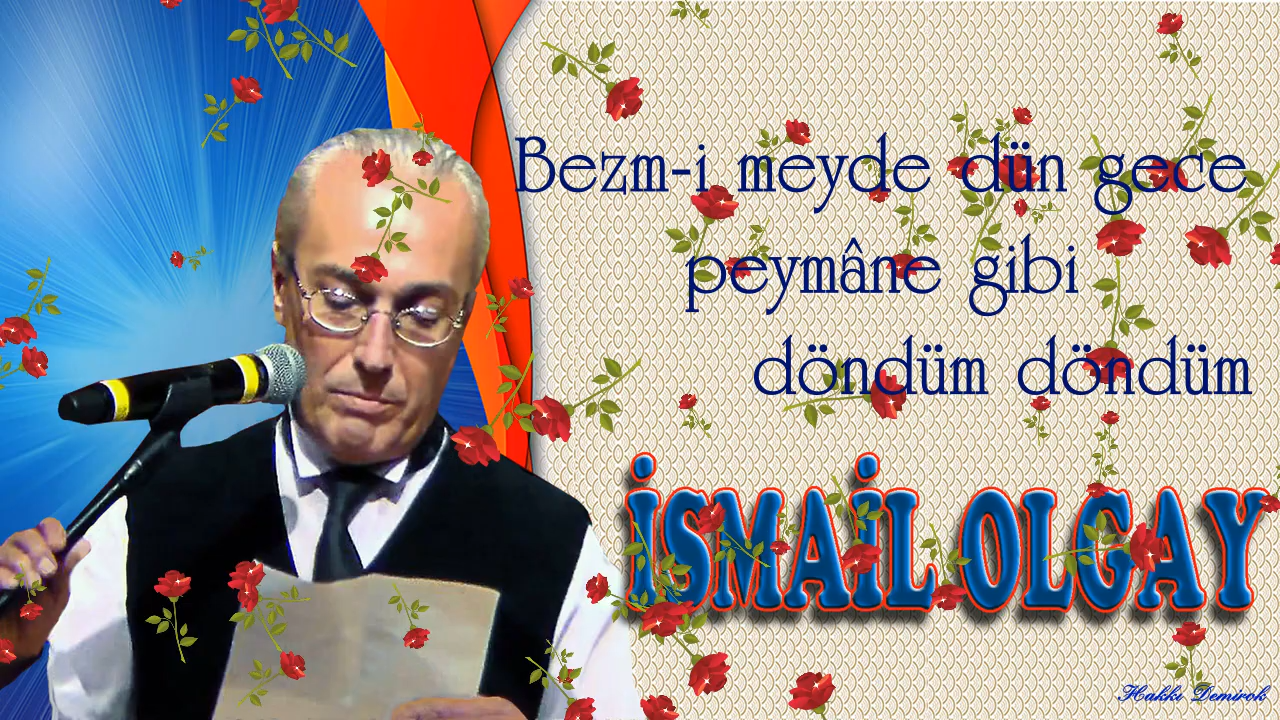 Bezm-i meyde dün gece
peymâne gibi
döndüm döndüm
İSMAİL OLGAY
Hakkı Demirok